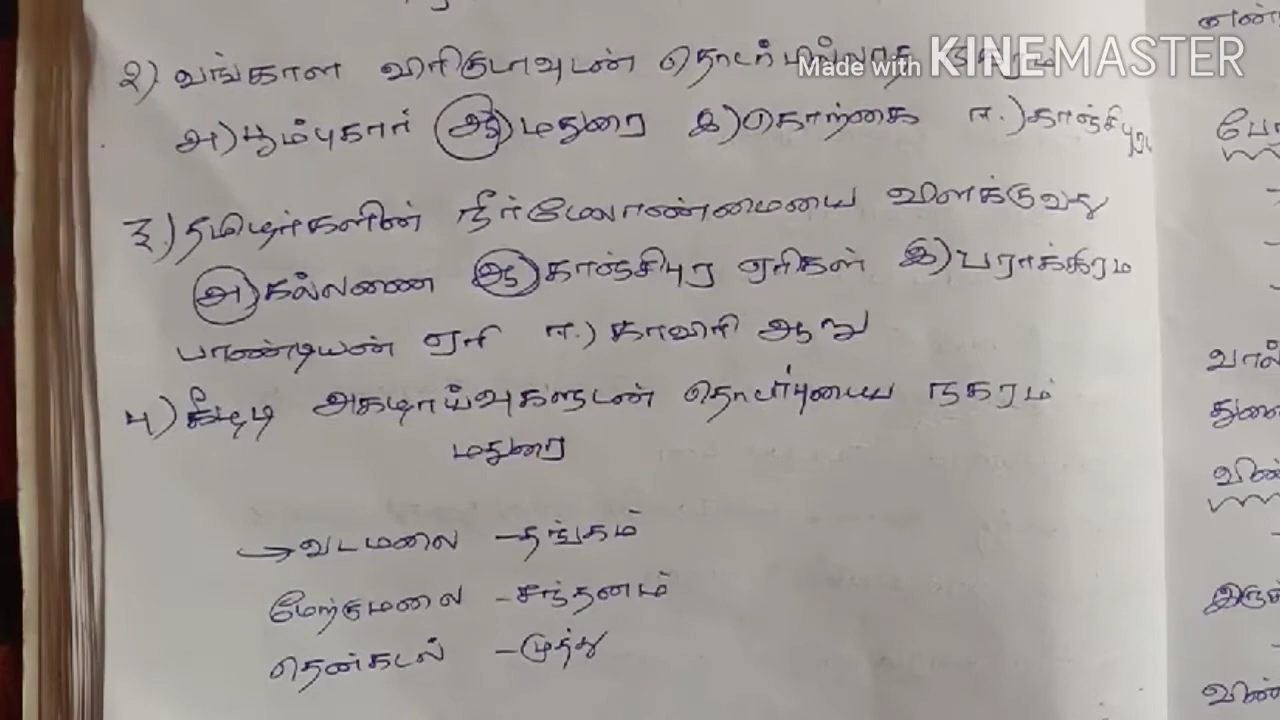 Made with KINEMASTER
2) வங்காள விரிகுடாவுடன் தொடர்பில்லாத நகரம்
அ) பூம்புகார் ஆ) மதுரை இ) கொற்கை ஈ.) காஞ்சிபுரம்
3.) தமிழர்களின் நீர்மேலாண்மையை விளக்குவது
அ) கல்லணை ஆ) காஞ்சிபுர ஏரிகள் இ) பராக்கிரம
பாண்டியன் ஏரி ஈ.) காவிரி ஆறு
4) கீழடி அகழாய்வுகளுடன் தொடர்புடைய நகரம்
மதுரை
→ வடமலை - தங்கம்
மேற்குமலை - சந்தனம்
தென்கடல் - முத்து